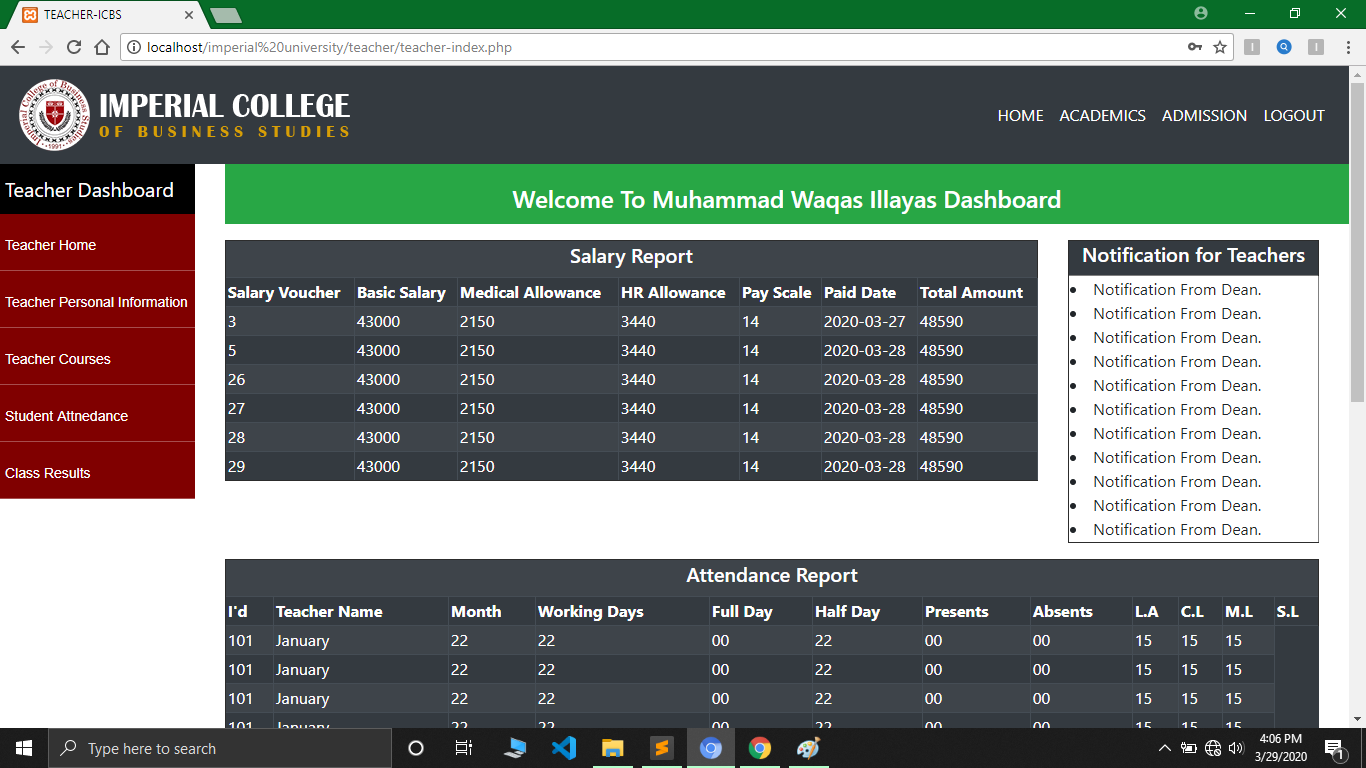 TEACHER-ICBS
localhost/imperial%20university/teacher/teacher-index.php
Imperial College of Business Studies
1991
IMPERIAL COLLEGE
OF BUSINESS STUDIES
HOME ACADEMICS ADMISSION LOGOUT
Teacher Dashboard
Teacher Home
Teacher Personal Information
Teacher Courses
Student Attnedance
Class Results
Welcome To Muhammad Waqas Illayas Dashboard
Salary Report
Salary Voucher Basic Salary Medical Allowance HR Allowance Pay Scale Paid Date Total Amount
3 43000 2150 3440 14 2020-03-27 48590
5 43000 2150 3440 14 2020-03-28 48590
26 43000 2150 3440 14 2020-03-28 48590
27 43000 2150 3440 14 2020-03-28 48590
28 43000 2150 3440 14 2020-03-28 48590
29 43000 2150 3440 14 2020-03-28 48590
Notification for Teachers
Notification From Dean.
Notification From Dean.
Notification From Dean.
Notification From Dean.
Notification From Dean.
Notification From Dean.
Notification From Dean.
Notification From Dean.
Notification From Dean.
Notification From Dean.
Notification From Dean.
Attendance Report
I'd Teacher Name Month Working Days Full Day Half Day Presents Absents L.A C.L M.L S.L
101 January 22 22 00 22 00 00 15 15 15
101 January 22 22 00 22 00 00 15 15 15
101 January 22 22 00 22 00 00 15 15 15
101 January 22 22 00 22 00 00 15 15 15
Type here to search
4:06 PM
3/29/2020
1